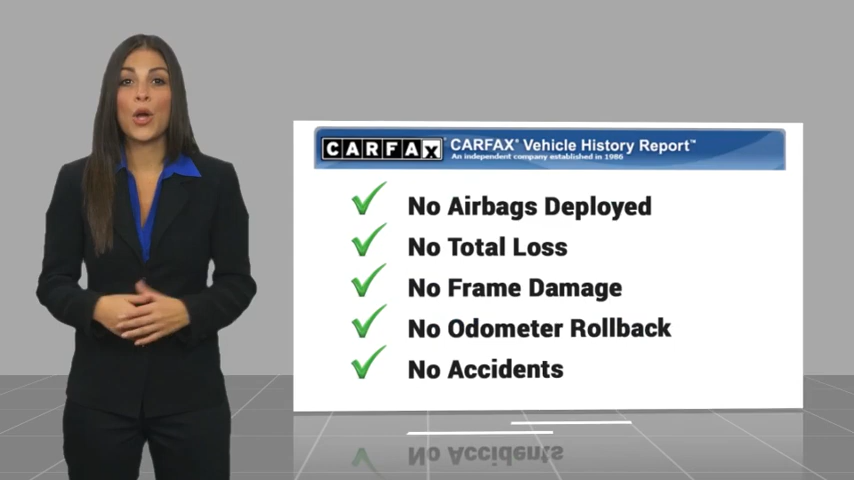 CARFAX
CARFAX® Vehicle History Report™
An independent company established in 1986
No Airbags Deployed
No Total Loss
No Frame Damage
No Odometer Rollback
No Accidents
No Accidents